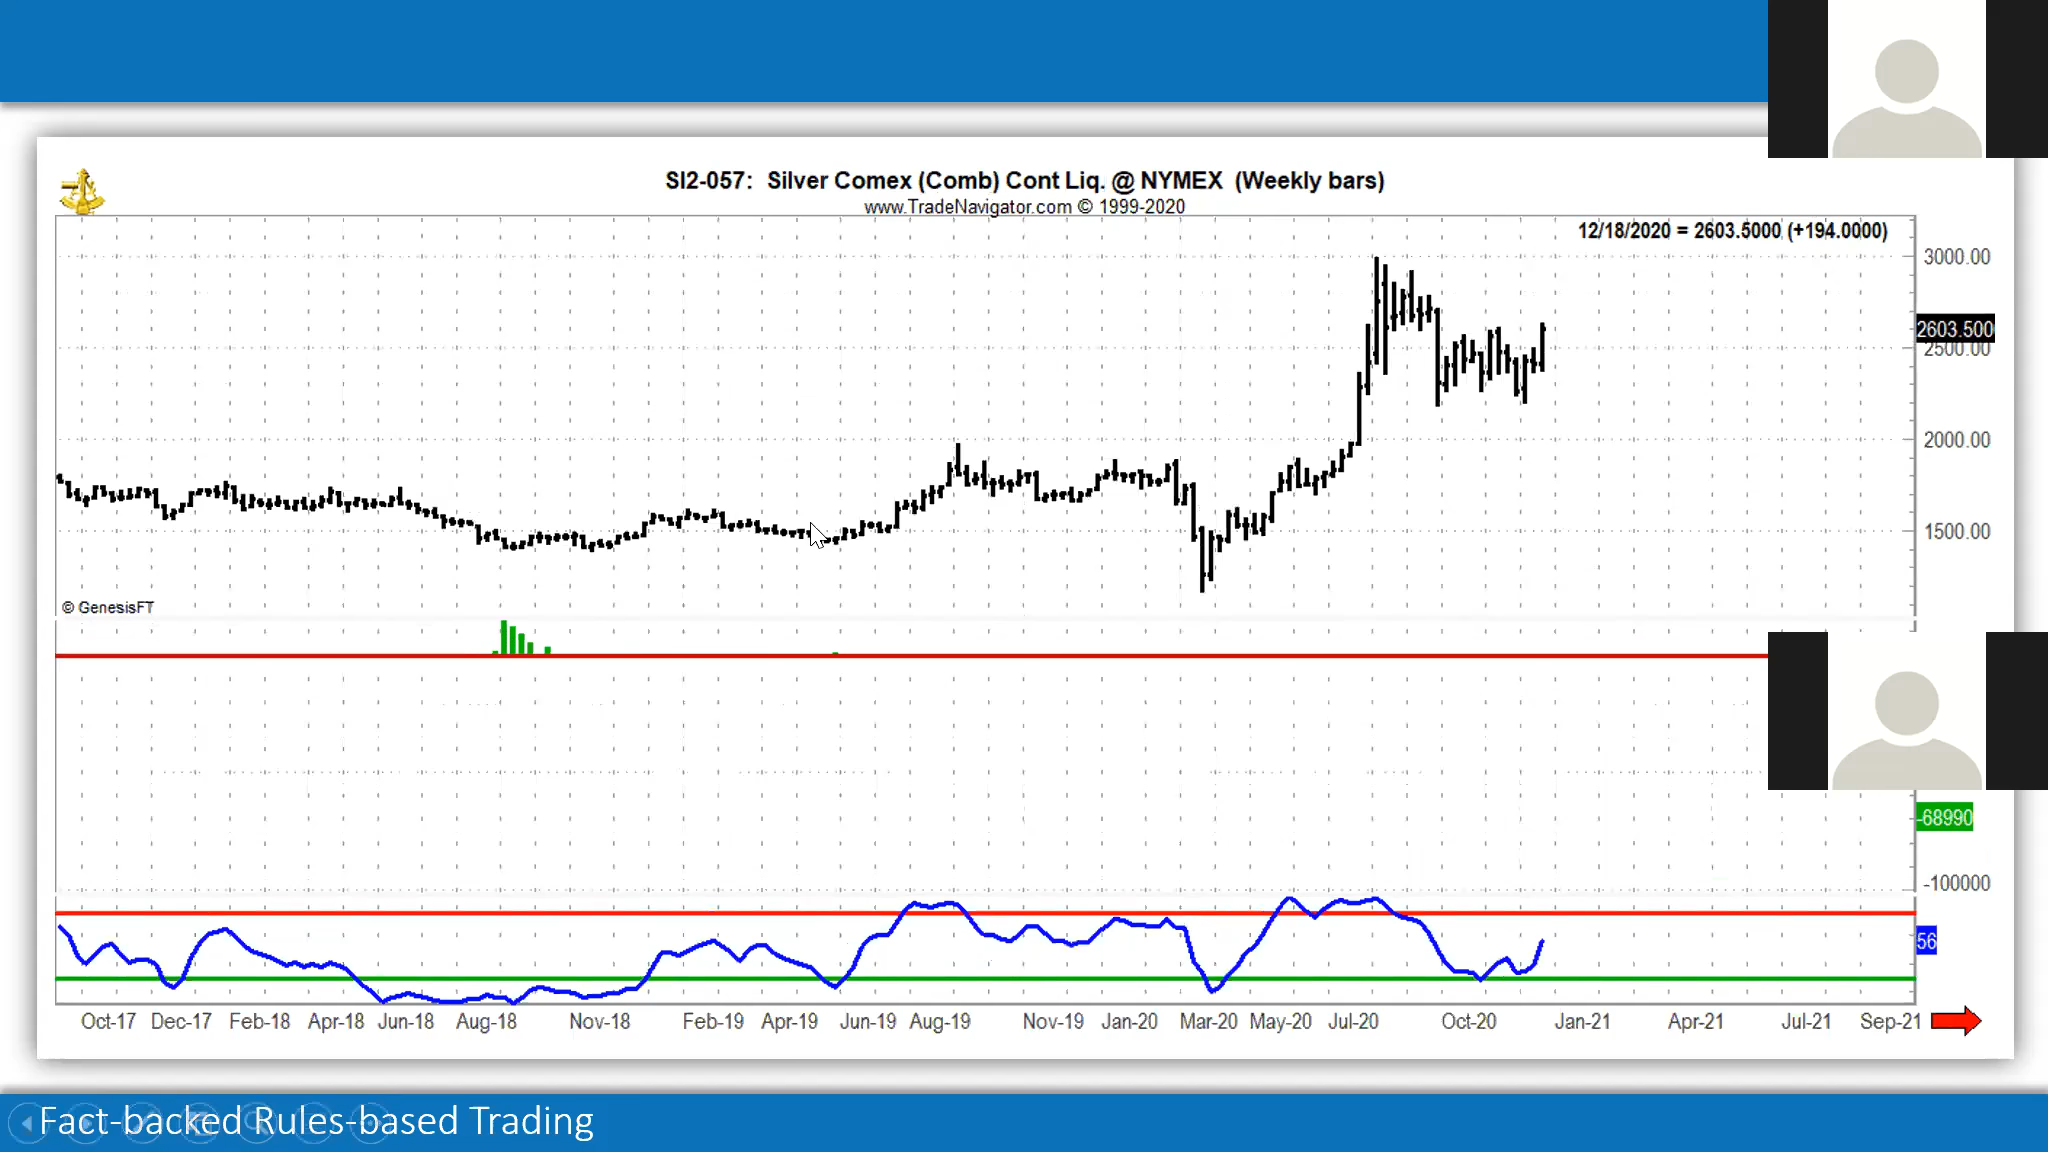 SI2-057: Silver Comex (Comb) Cont Liq. @ NYMEX (Weekly bars)
www.TradeNavigator.com © 1999-2020
12/18/2020 = 2603.5000 (+194.0000)
3000.00
2603.500
2500.00
2000.00
1500.00
© GenesisFT
-68990
-100000
56
Oct-17 Dec-17 Feb-18 Apr-18 Jun-18 Aug-18 Nov-18 Feb-19 Apr-19 Jun-19 Aug-19 Nov-19 Jan-20 Mar-20 May-20 Jul-20 Oct-20 Jan-21 Apr-21 Jul-21 Sep-21
Fact-backed Rules-based Trading